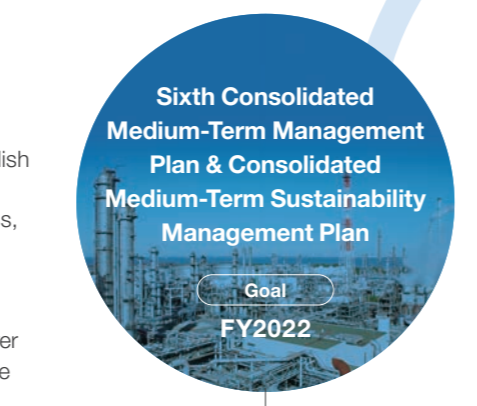 Sixth Consolidated
Medium-Term Management
Plan & Consolidated
Medium-Term Sustainability
Management Plan
Goal
FY2022